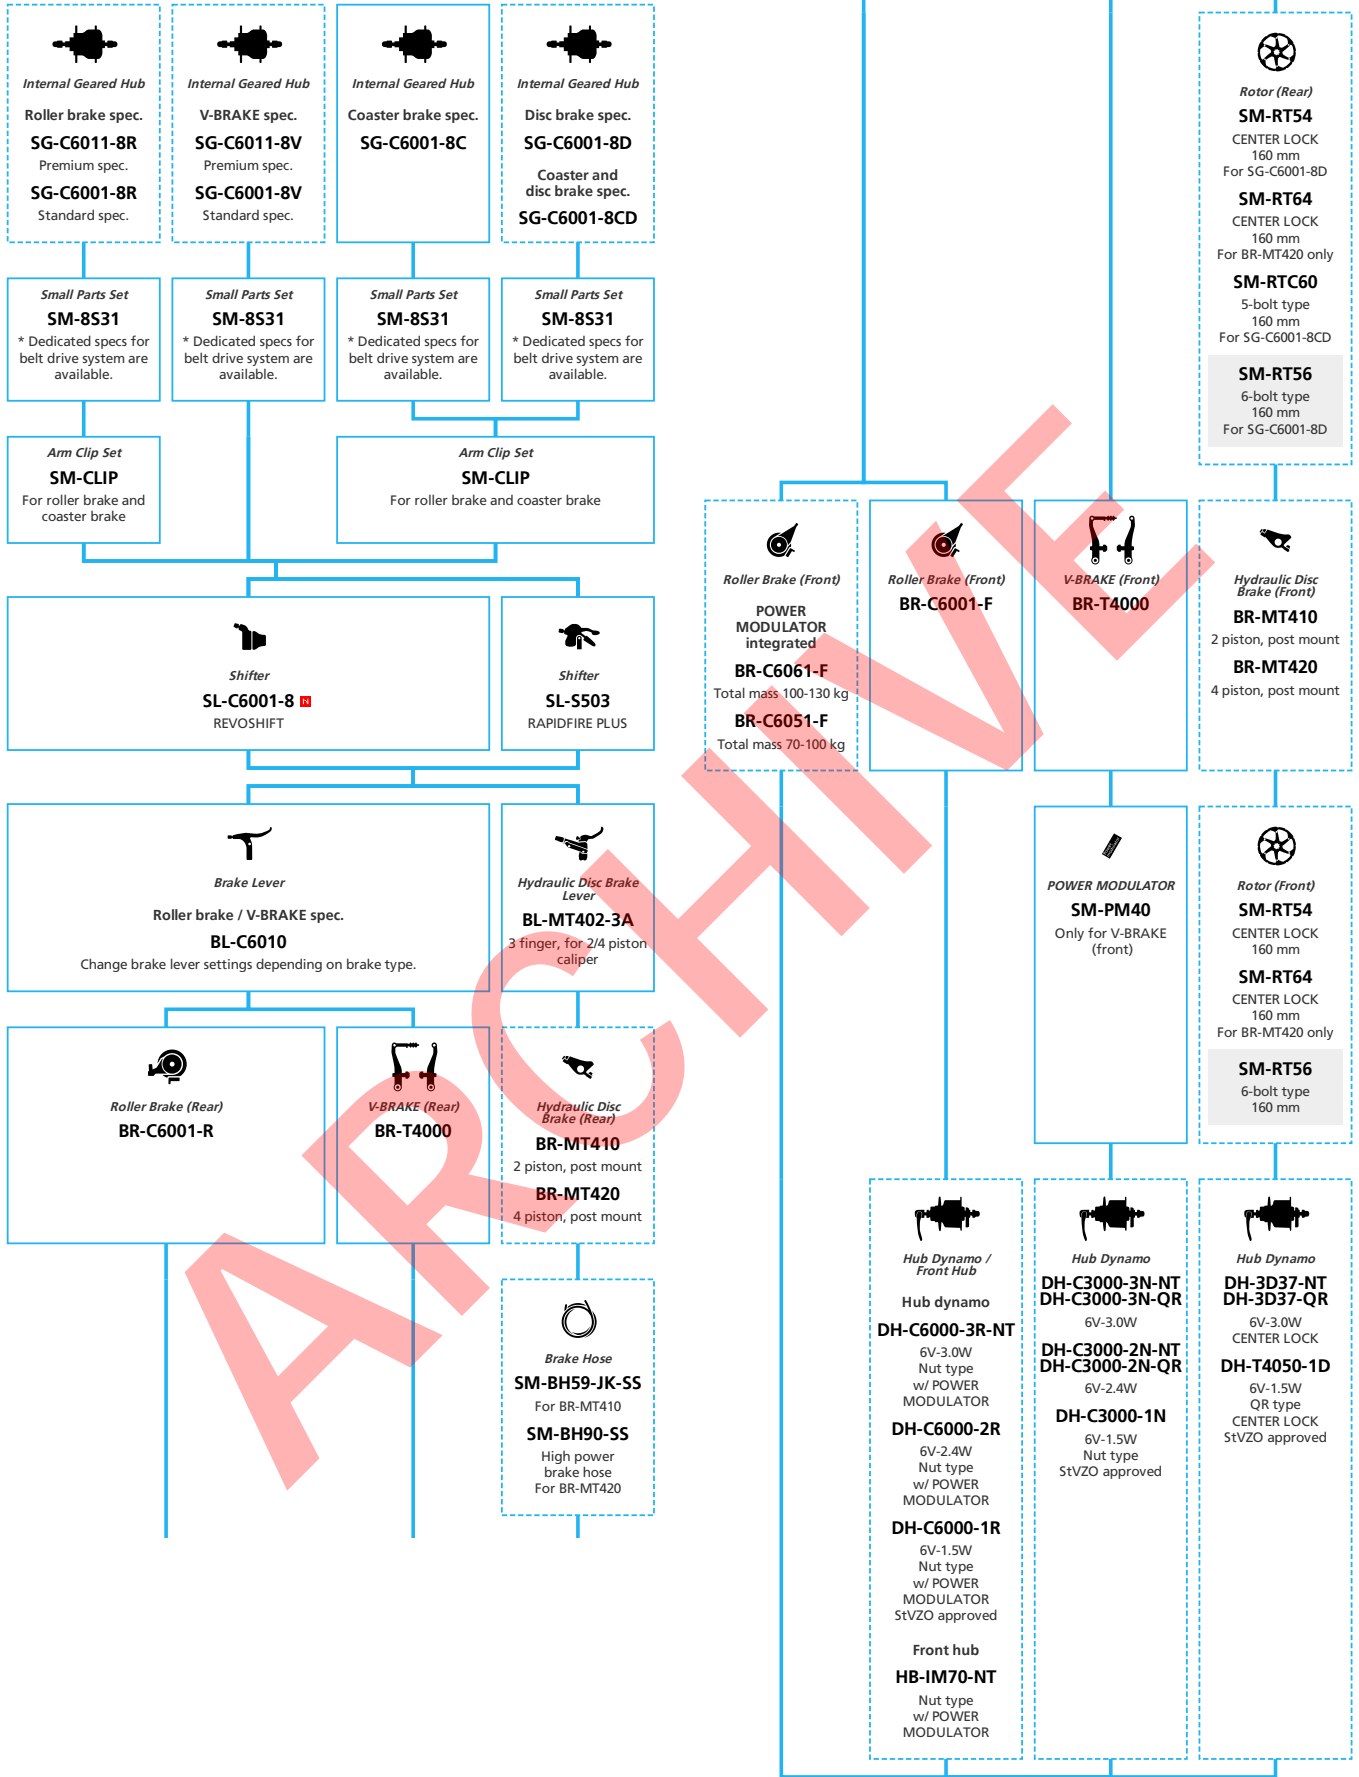 Internal Geared Hub
Roller brake spec.
SG-C6011-8R
Premium spec.
SG-C6001-8R
Standard spec.
Internal Geared Hub
V-BRAKE spec.
SG-C6011-8V
Premium spec.
SG-C6001-8V
Standard spec.
Internal Geared Hub
Coaster brake spec.
SG-C6001-8C
Internal Geared Hub
Disc brake spec.
SG-C6001-8D
Coaster and
disc brake spec.
SG-C6001-8CD
Small Parts Set
SM-8S31
* Dedicated specs for
belt drive system are
available.
Small Parts Set
SM-8S31
* Dedicated specs for
belt drive system are
available.
Small Parts Set
SM-8S31
* Dedicated specs for
belt drive system are
available.
Small Parts Set
SM-8S31
* Dedicated specs for
belt drive system are
available.
Arm Clip Set
SM-CLIP
For roller brake and
coaster brake
Arm Clip Set
SM-CLIP
For roller brake and coaster brake
Shifter
SL-C6001-8 N
REVOSHIFT
Shifter
SL-S503
RAPIDFIRE PLUS
Brake Lever
Roller brake / V-BRAKE spec.
BL-C6010
Change brake lever settings depending on brake type.
Hydraulic Disc Brake
Lever
BL-MT402-3A
3 finger, for 2/4 piston
caliper
Roller Brake (Rear)
BR-C6001-R
V-BRAKE (Rear)
BR-T4000
Hydraulic Disc
Brake (Rear)
BR-MT410
2 piston, post mount
BR-MT420
4 piston, post mount
Brake Hose
SM-BH59-JK-SS
For BR-MT410
SM-BH90-SS
High power
brake hose
For BR-MT420
Rotor (Rear)
SM-RT54
CENTER LOCK
160 mm
For SG-C6001-8D
SM-RT64
CENTER LOCK
160 mm
For BR-MT420 only
SM-RTC60
5-bolt type
160 mm
For SG-C6001-8CD
SM-RT56
6-bolt type
160 mm
For SG-C6001-8D
Roller Brake (Front)
POWER
MODULATOR
integrated
BR-C6061-F
Total mass 100-130 kg
BR-C6051-F
Total mass 70-100 kg
Roller Brake (Front)
BR-C6001-F
V-BRAKE (Front)
BR-T4000
Hydraulic Disc
Brake (Front)
BR-MT410
2 piston, post mount
BR-MT420
4 piston, post mount
POWER MODULATOR
SM-PM40
Only for V-BRAKE
(front)
Rotor (Front)
SM-RT54
CENTER LOCK
160 mm
SM-RT64
CENTER LOCK
160 mm
For BR-MT420 only
SM-RT56
6-bolt type
160 mm
Hub Dynamo /
Front Hub
Hub dynamo
DH-C6000-3R-NT
6V-3.0W
Nut type
w/ POWER
MODULATOR
DH-C6000-2R
6V-2.4W
Nut type
w/ POWER
MODULATOR
DH-C6000-1R
6V-1.5W
Nut type
w/ POWER
MODULATOR
StVZO approved
Front hub
HB-IM70-NT
Nut type
w/ POWER
MODULATOR
Hub Dynamo
DH-C3000-3N-NT
DH-C3000-3N-QR
6V-3.0W
DH-C3000-2N-NT
DH-C3000-2N-QR
6V-2.4W
DH-C3000-1N
6V-1.5W
Nut type
StVZO approved
Hub Dynamo
DH-3D37-NT
DH-3D37-QR
6V-3.0W
CENTER LOCK
DH-T4050-1D
6V-1.5W
QR type
CENTER LOCK
StVZO approved
ARCHIVE